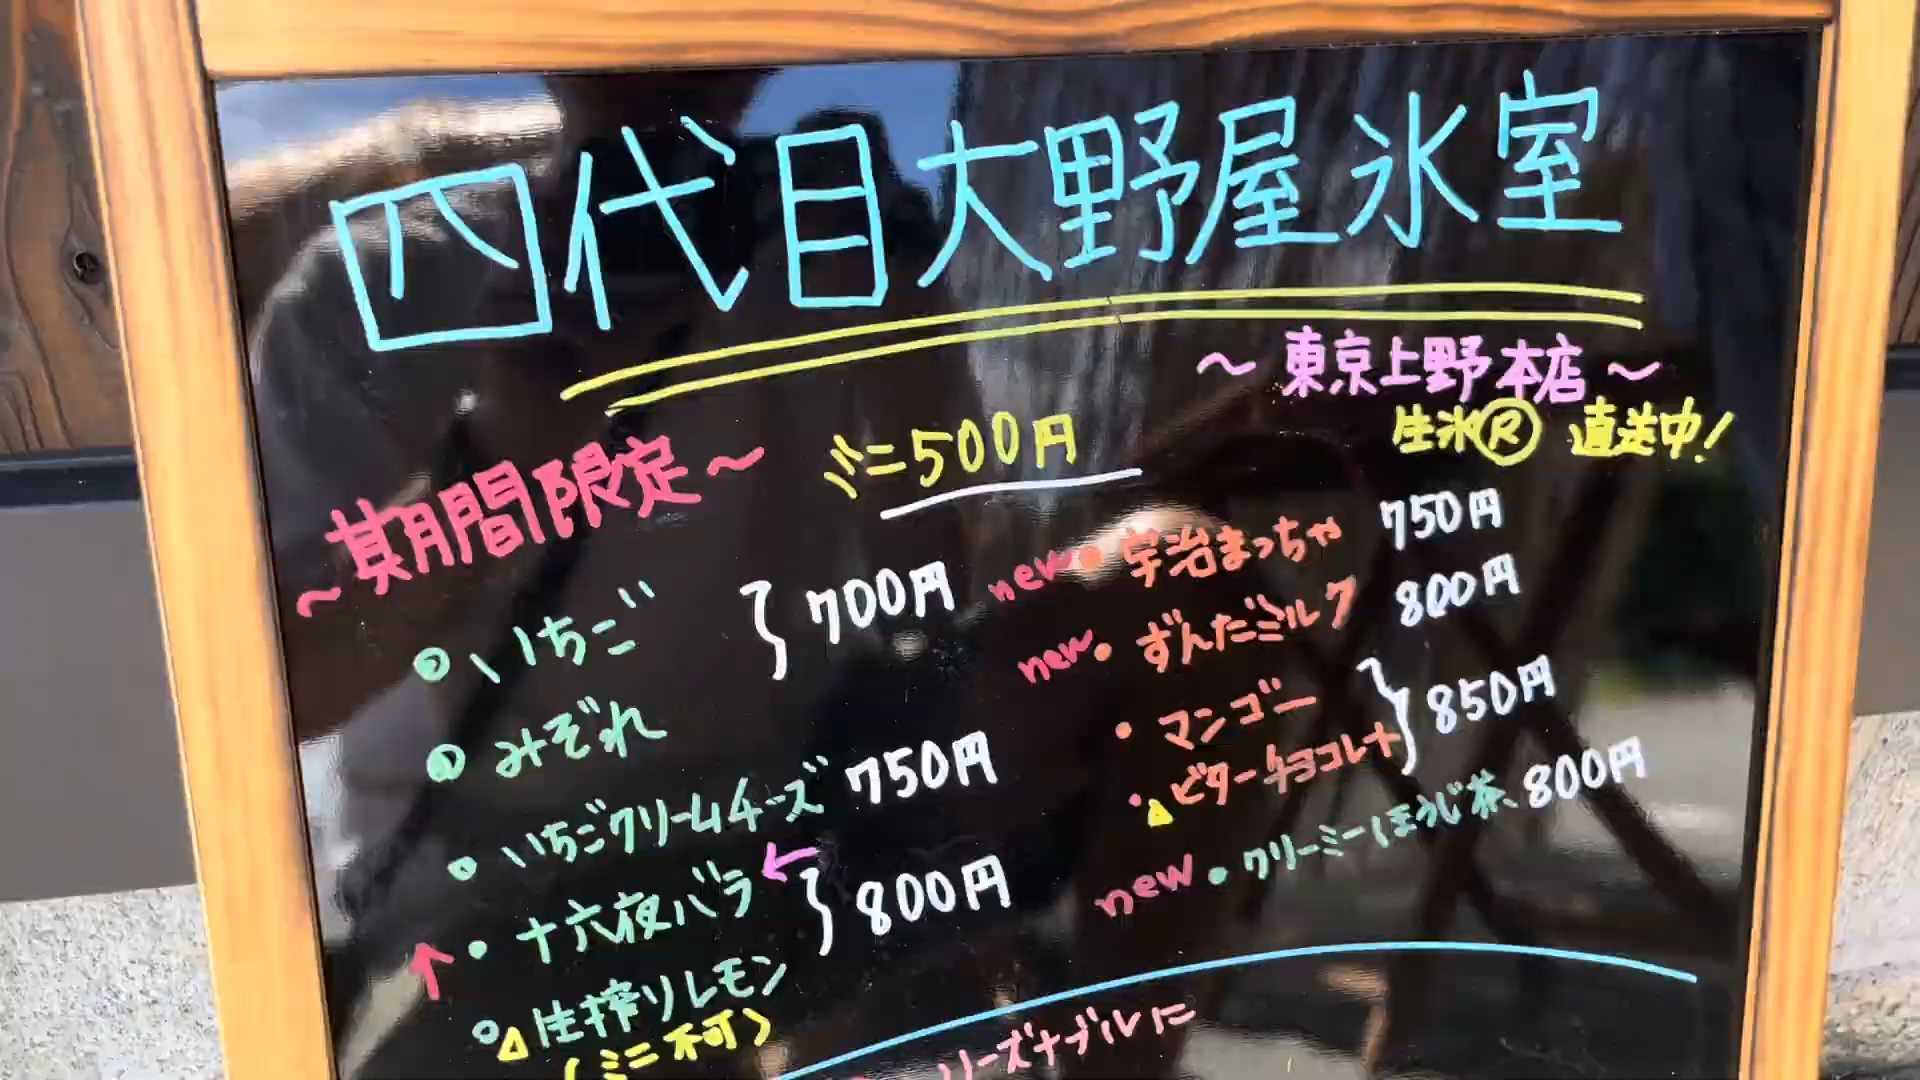 四代目大野屋氷室
～東京上野本店～
生氷Ⓡ 直送中！
～期間限定～
ミニ500円
・いちご
・みぞれ
700円
・いちごクリームチーズ 750円
↑・十六夜バラ←
・△生搾りレモン
800円
(ミニ不可)
new・宇治まっちゃ 750円
new・ずんだミルク 800円
・マンゴー
・△ビターチョコレート
850円
new・クリーミーほうじ茶 800円
リーズナブルに